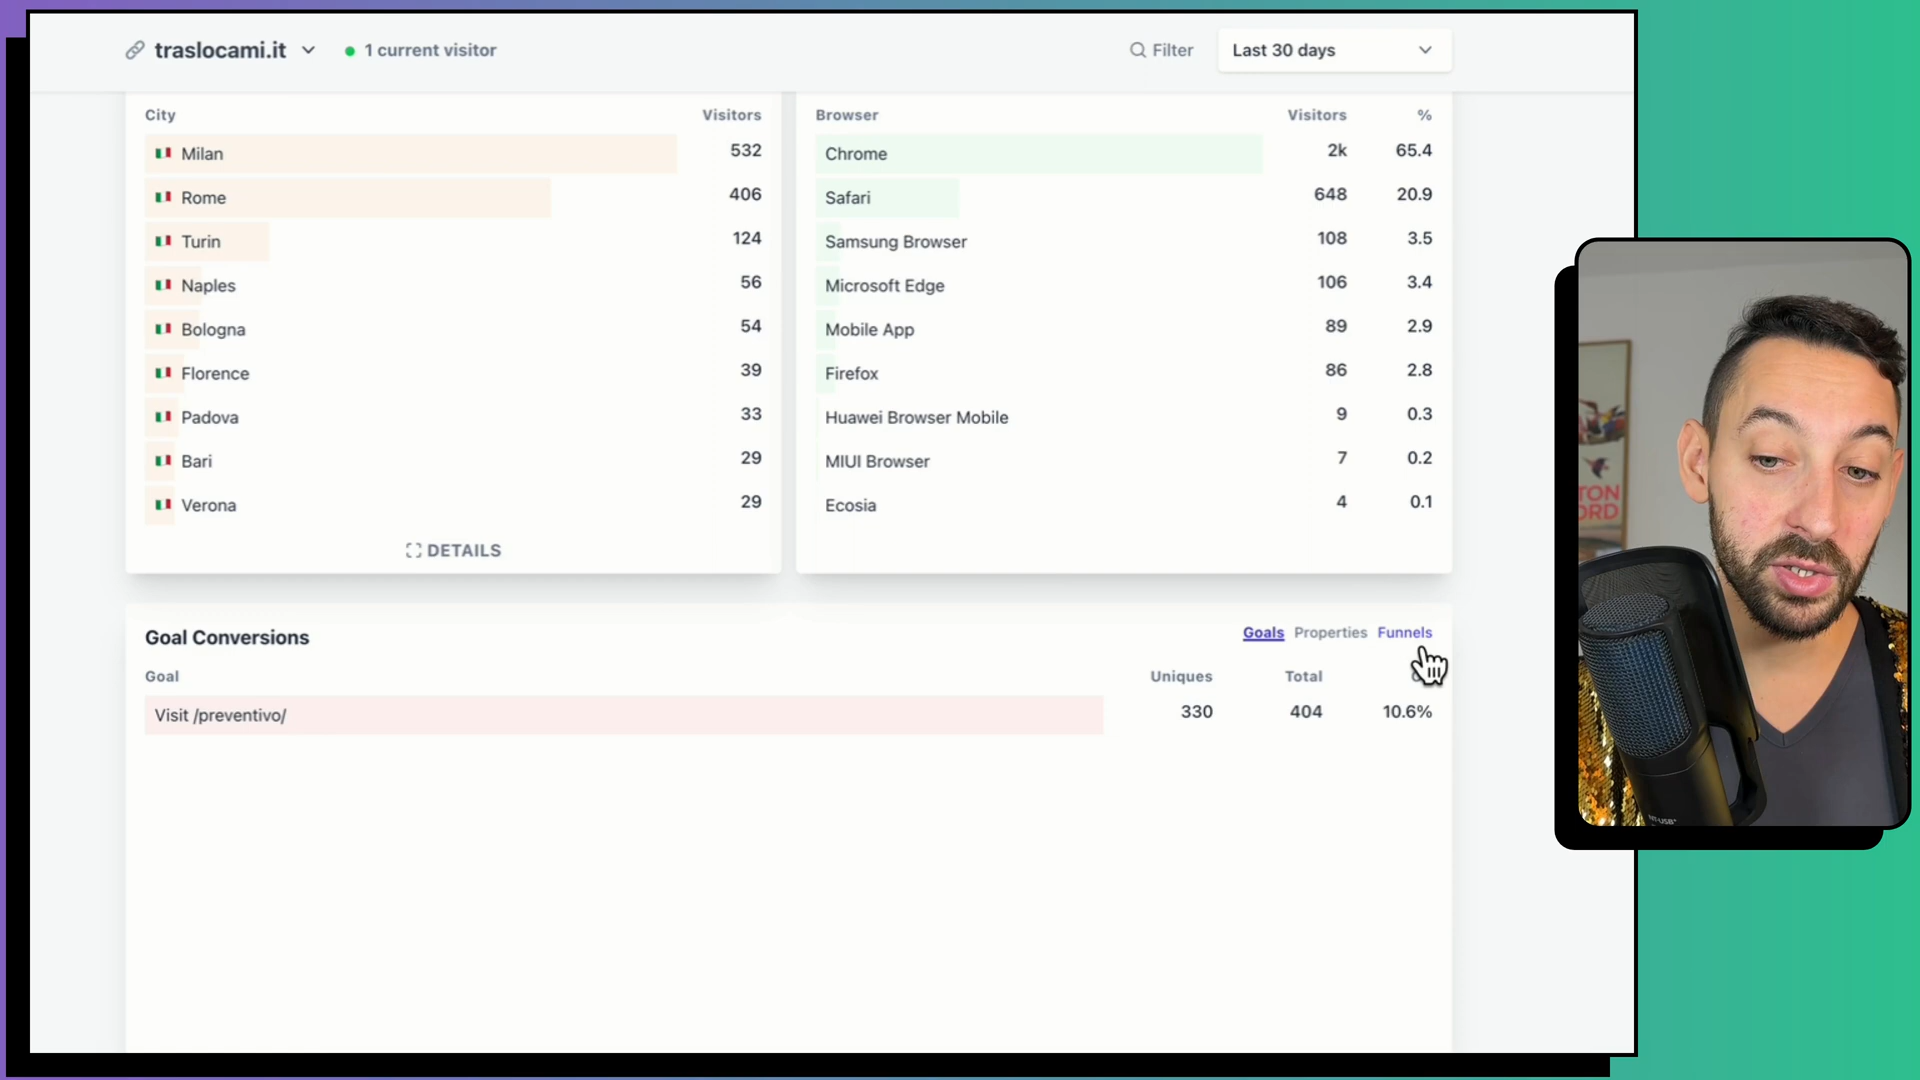 traslocami.it
1 current visitor
Filter
Last 30 days
City Visitors
Milan 532
Rome 406
Turin 124
Naples 56
Bologna 54
Florence 39
Padova 33
Bari 29
Verona 29
DETAILS
Browser Visitors %
Chrome 2k 65.4
Safari 648 20.9
Samsung Browser 108 3.5
Microsoft Edge 106 3.4
Mobile App 89 2.9
Firefox 86 2.8
Huawei Browser Mobile 9 0.3
MIUI Browser 7 0.2
Ecosia 4 0.1
Goal Conversions
Goals Properties Funnels
Goal Uniques Total
Visit /preventivo/ 330 404 10.6%
TON
ORD